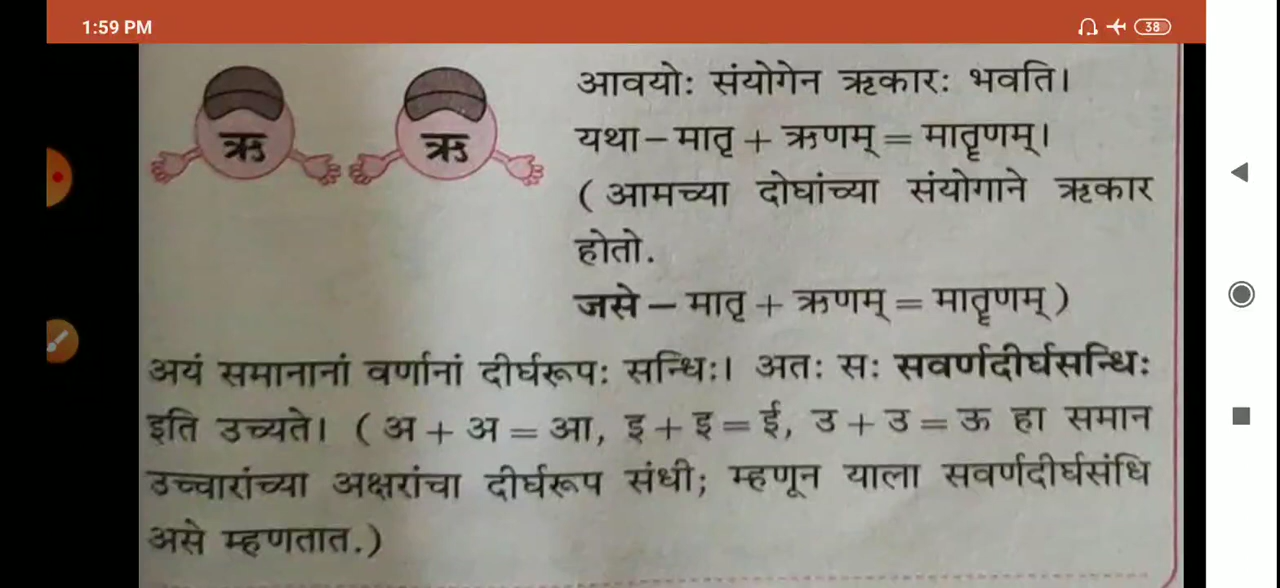 1:59 PM
38
ऋ ऋ
आवयोः संयोगेन ऋकारः भवति।
यथा – मातृ + ऋणम् = मातॄणम्।
( आमच्या दोघांच्या संयोगाने ऋकार
होतो.
जसे – मातृ + ऋणम् = मातॄणम् )
अयं समानानां वर्णानां दीर्घरूपः सन्धिः। अतः सः सवर्णदीर्घसन्धिः
इति उच्यते। ( अ + अ = आ, इ + इ = ई, उ + उ = ऊ हा समान
उच्चारांच्या अक्षरांचा दीर्घरूप संधी; म्हणून याला सवर्णदीर्घसंधि
असे म्हणतात.)